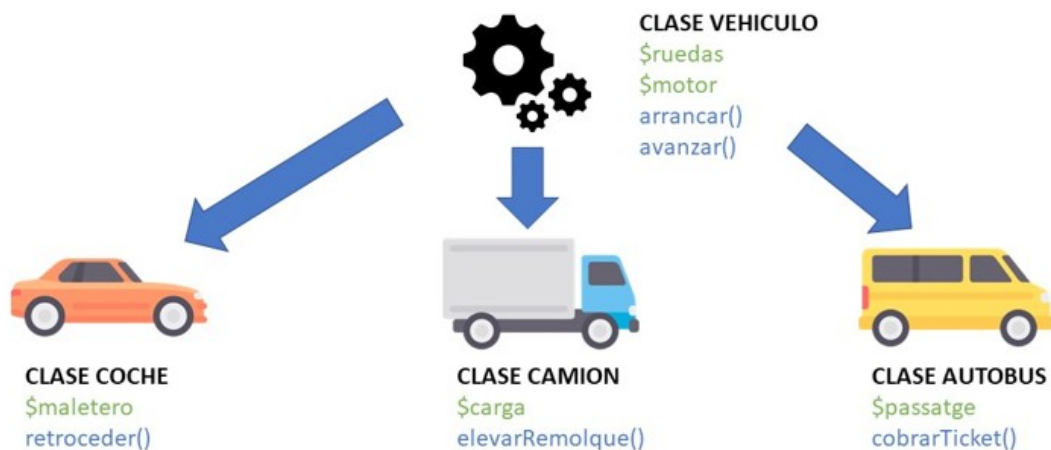 CLASE VEHICULO
$ruedas
$motor
arrancar()
avanzar()
CLASE COCHE
$maletero
retroceder()
CLASE CAMION
$carga
elevarRemolque()
CLASE AUTOBUS
$passatge
cobrarTicket()